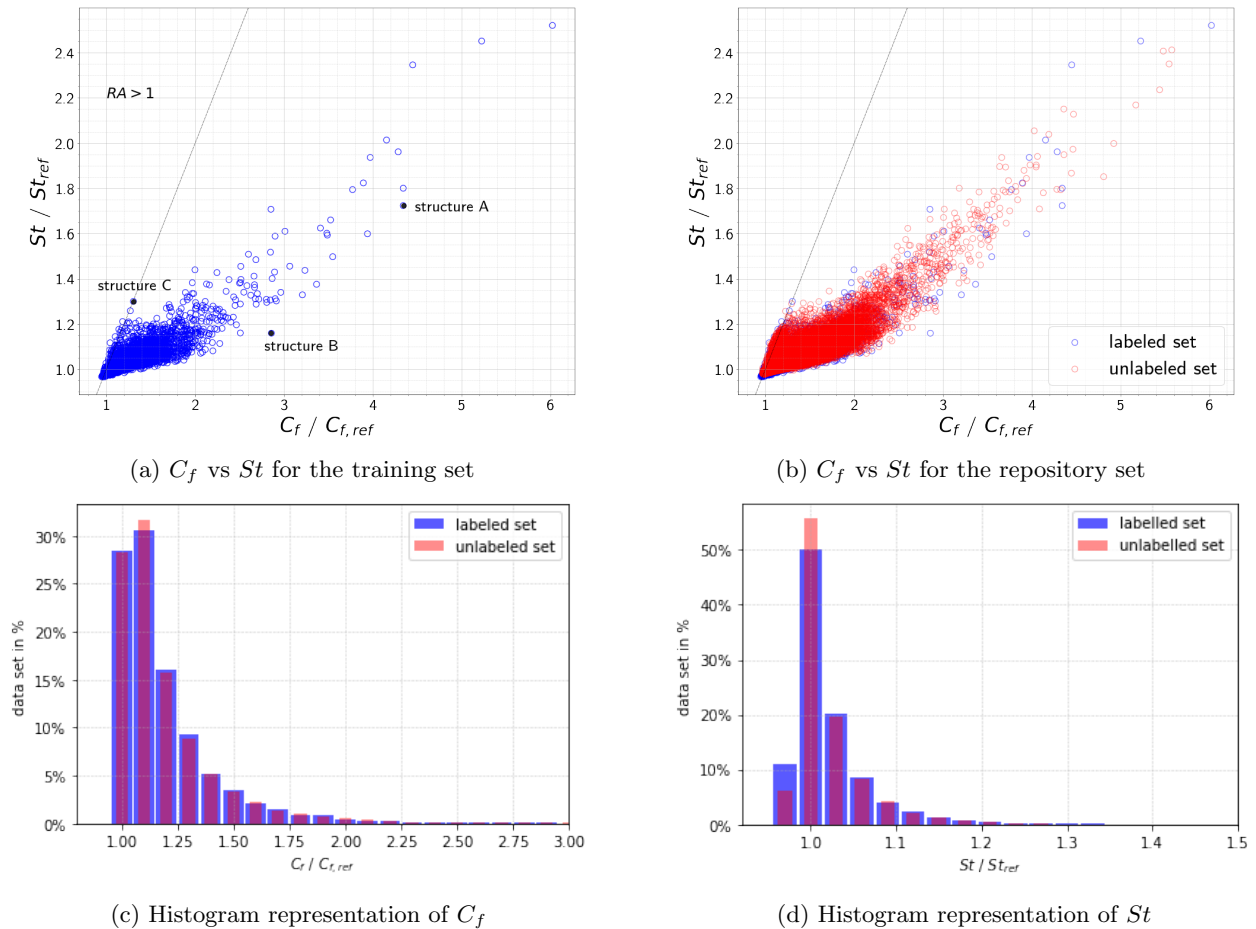 2.4
2.2
2.0
1.8
1.6
1.4
1.2
1.0
St / St_ref
RA > 1
structure A
structure C
structure B
1 2 3 4 5 6
C_f / C_{f, ref}
(a) C_f vs St for the training set
2.4
2.2
2.0
1.8
1.6
1.4
1.2
1.0
St / St_ref
labeled set
unlabeled set
1 2 3 4 5 6
C_f / C_{f, ref}
(b) C_f vs St for the repository set
30%
25%
20%
15%
10%
5%
0%
data set in %
labeled set
unlabeled set
1.00 1.25 1.50 1.75 2.00 2.25 2.50 2.75 3.00
C_f / C_{f, ref}
(c) Histogram representation of C_f
50%
40%
30%
20%
10%
0%
data set in %
labelled set
unlabelled set
1.0 1.1 1.2 1.3 1.4 1.5
St / St_ref
(d) Histogram representation of St